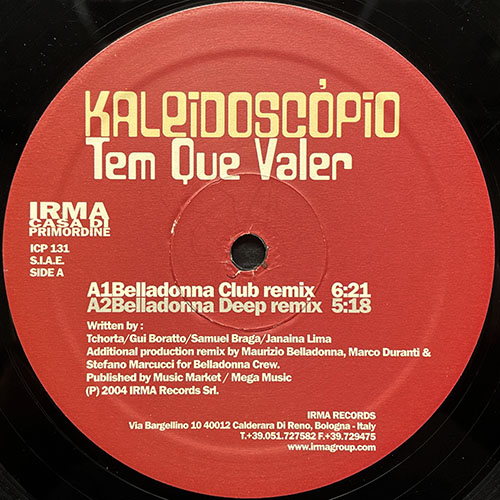 KALEIDOSCÓPIO
Tem Que Valer
IRMA
CASA DI
PRIMORDINE
ICP 131
S.I.A.E.
SIDE A
A1Belladonna Club remix 6:21
A2Belladonna Deep remix 5:18
Written by :
Tchorta/Gui Boratto/Samuel Braga/Janaina Lima
Additional production remix by Maurizio Belladonna, Marco Duranti &
Stefano Marcucci for Belladonna Crew.
Published by Music Market / Mega Music
(P) 2004 IRMA Records Srl.
IRMA RECORDS
Via Bargellino 10 40012 Calderara Di Reno, Bologna - Italy
T.+39.051.727582 F.+39.729475
www.irmagroup.com